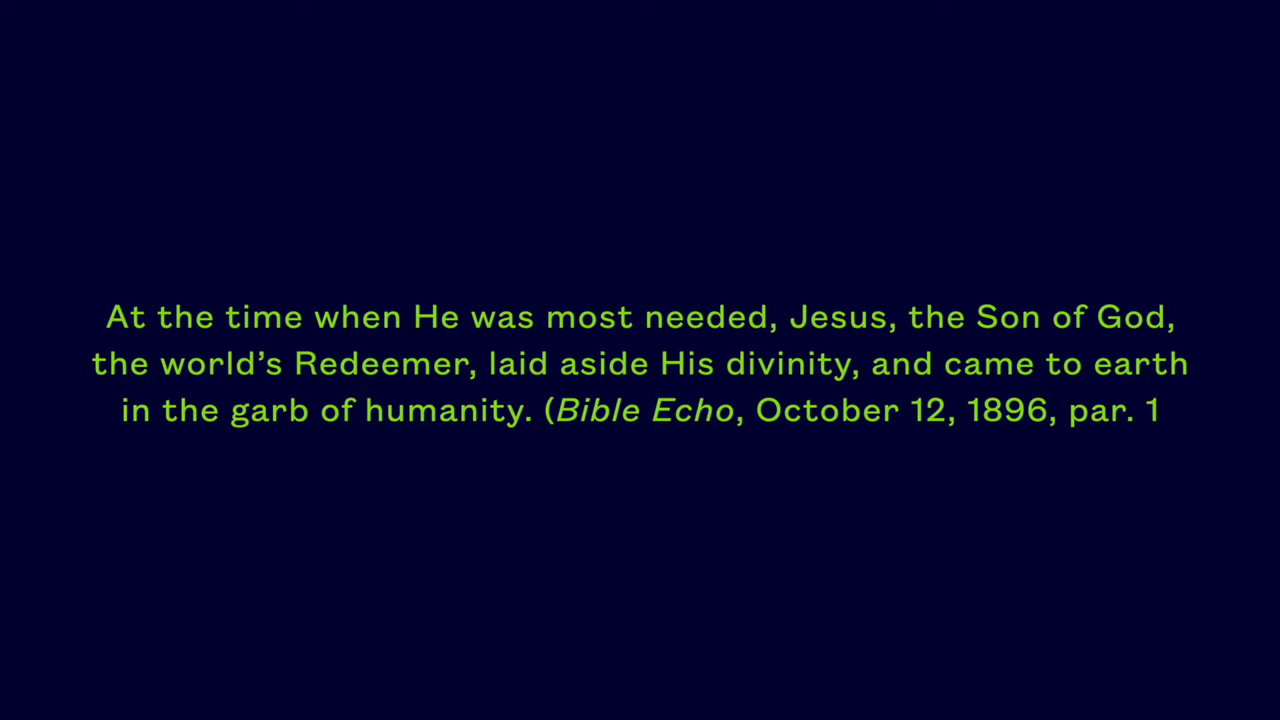 At the time when He was most needed, Jesus, the Son of God,
the world’s Redeemer, laid aside His divinity, and came to earth
in the garb of humanity. (Bible Echo, October 12, 1896, par. 1